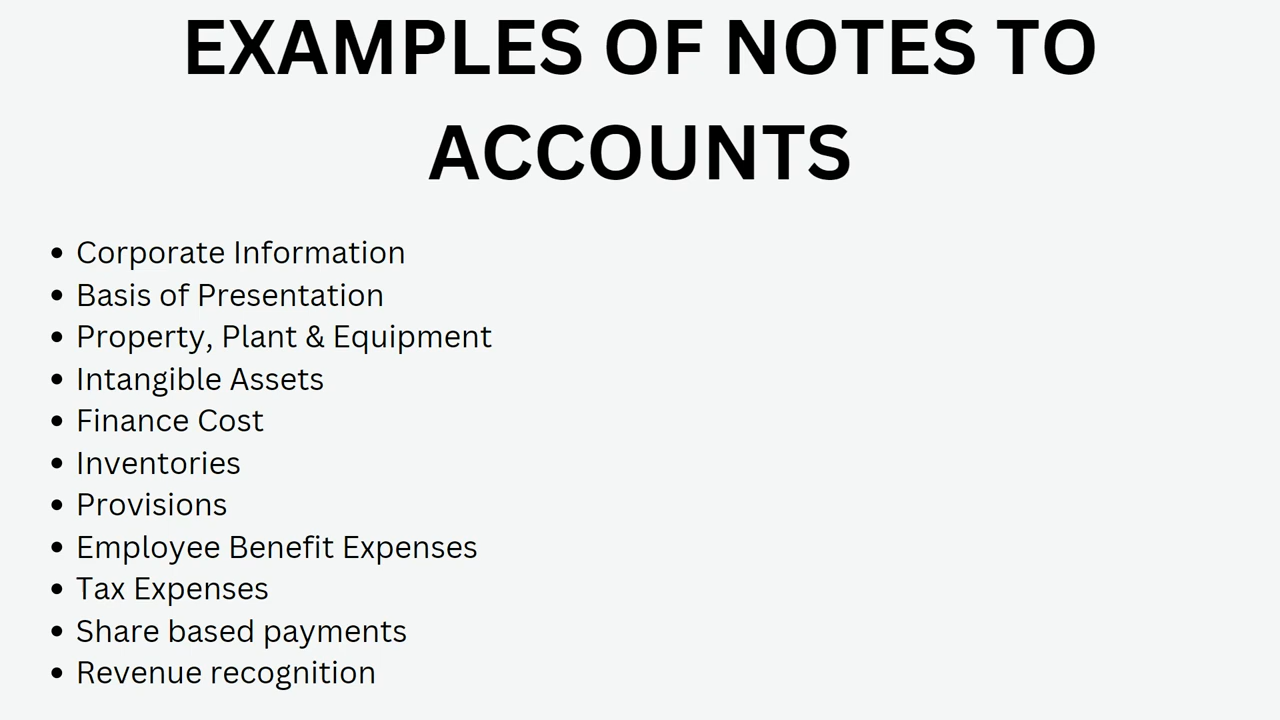 EXAMPLES OF NOTES TO
ACCOUNTS
• Corporate Information
• Basis of Presentation
• Property, Plant & Equipment
• Intangible Assets
• Finance Cost
• Inventories
• Provisions
• Employee Benefit Expenses
• Tax Expenses
• Share based payments
• Revenue recognition